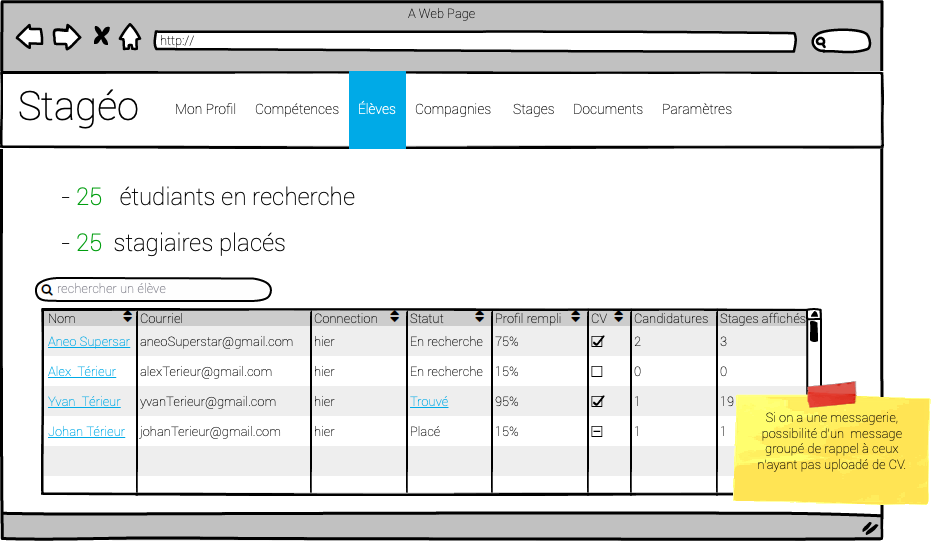 A Web Page
http://
Stagéo Mon Profil Compétences Élèves Compagnies Stages Documents Paramètres
- 25 étudiants en recherche
- 25 stagiaires placés
rechercher un élève
Nom Courriel Connection Statut Profil rempli CV Candidatures Stages affichés
Aneo Supersar aneoSuperstar@gmail.com hier En recherche 75% 2 3
Alex Térieur alexTerieur@gmail.com hier En recherche 15% 0 0
Yvan Térieur yvanTerieur@gmail.com hier Trouvé 95% 1 19
Johan Térieur johanTerieur@gmail.com hier Placé 15% 1 1
Si on a une messagerie,
possibilité d'un message
groupé de rappel à ceux
n'ayant pas uploadé de CV.